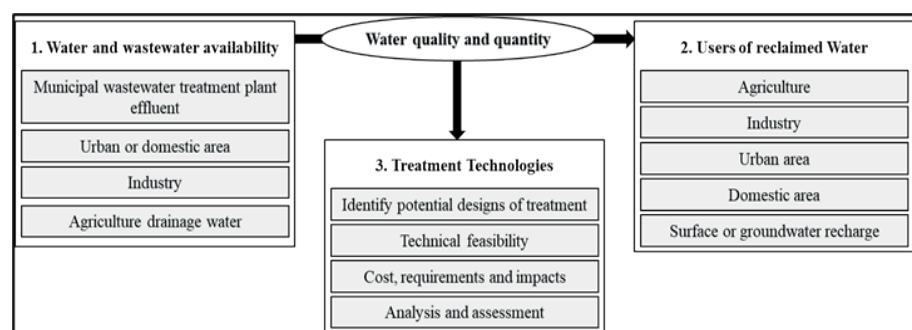 1. Water and wastewater availability
Municipal wastewater treatment plant
effluent
Urban or domestic area
Industry
Agriculture drainage water
Water quality and quantity
2. Users of reclaimed Water
Agriculture
Industry
Urban area
Domestic area
Surface or groundwater recharge
3. Treatment Technologies
Identify potential designs of treatment
Technical feasibility
Cost, requirements and impacts
Analysis and assessment